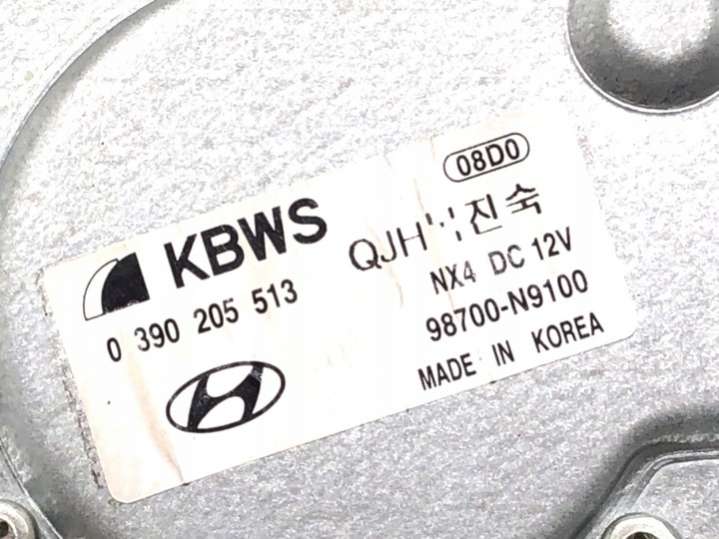 KBWS
0 390 205 513
08D0
QJH 진숙
NX4 DC 12V
98700-N9100
MADE IN KOREA